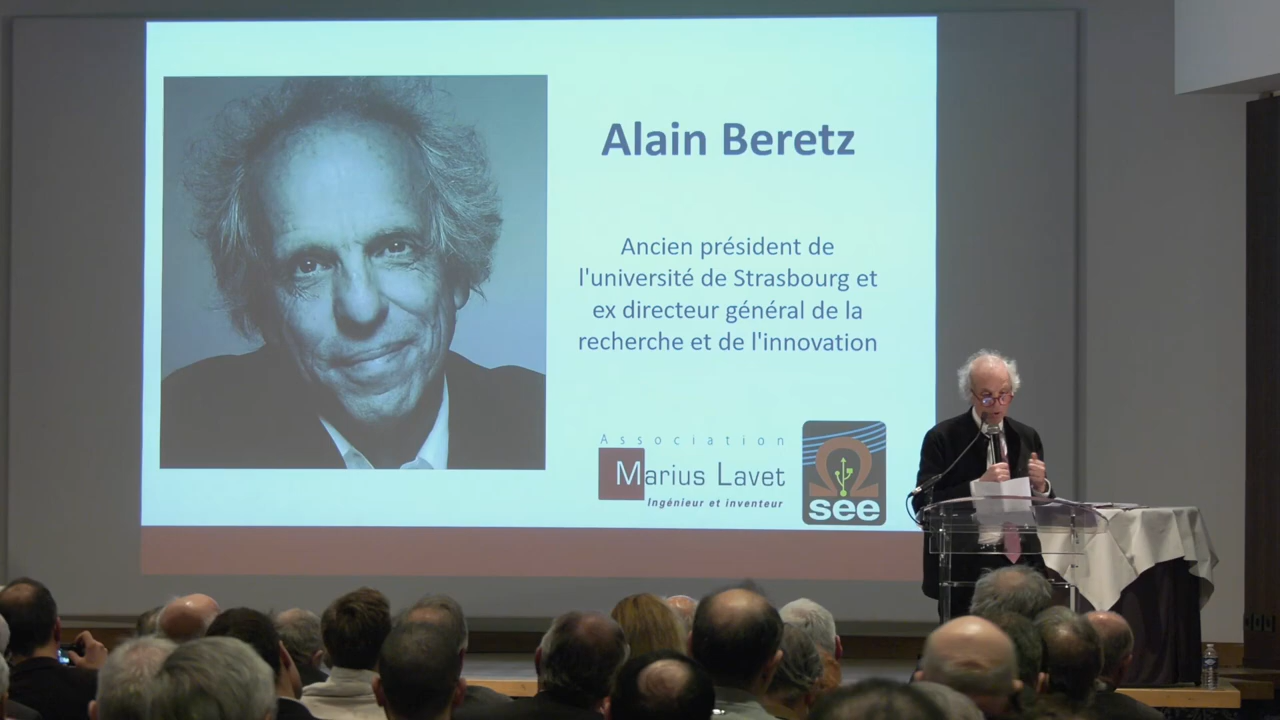 Alain Beretz
Ancien président de
l'université de Strasbourg et
ex directeur général de la
recherche et de l'innovation
Association
Marius Lavet
Ingénieur et inventeur
see